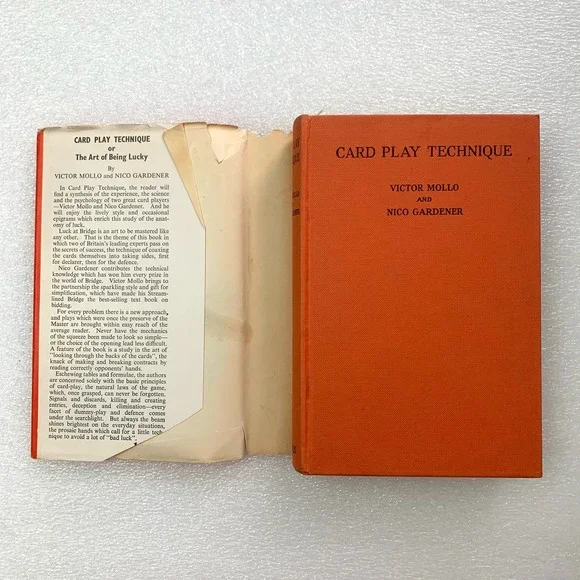 CARD PLAY TECHNIQUE
or
The Art of Being Lucky
By
VICTOR MOLLO and NICO GARDENER
In Card Play Technique, the reader will
find a synthesis of the experience, the science
and the psychology of two great card players
—Victor Mollo and Nico Gardener. And he
will enjoy the lively style and occasional
epigrams which enrich this study of the anat-
omy of luck.
Luck at Bridge is an art to be mastered like
any other. That is the theme of this book in
which two of Britain's leading experts pass on
the secrets of success, the technique of coaxing
the cards themselves into taking sides, first
for declarer, then for the defence.
Nico Gardener contributes the technical
knowledge which has won him every prize in
the world of Bridge. Victor Mollo brings to
the partnership the sparkling style and gift for
simplification, which have made his Stream-
lined Bridge the best-selling text book on
bidding.
For every problem there is a new approach,
and plays which once were the preserve of the
Master are brought within easy reach of the
average reader. Never have the mechanics
of the squeeze been made to look so simple—
or the choice of the opening lead less difficult.
A feature of the book is a study in the art of
"looking through the backs of the cards", the
knack of making and breaking contracts by
reading correctly opponents' hands.
Eschewing tables and formulae, the authors
are concerned solely with the basic principles
of card-play, the natural laws of the game,
which, once grasped, can never be forgotten.
Signals and discards, killing and creating
entries, deception and elimination—every
facet of dummy-play and defence comes
under the searchlight. But always the beam
shines brightest on the everyday situations,
the prosaic hands which call for a little tech-
nique to avoid a lot of "bad luck".
CARD PLAY TECHNIQUE
VICTOR MOLLO
AND
NICO GARDENER